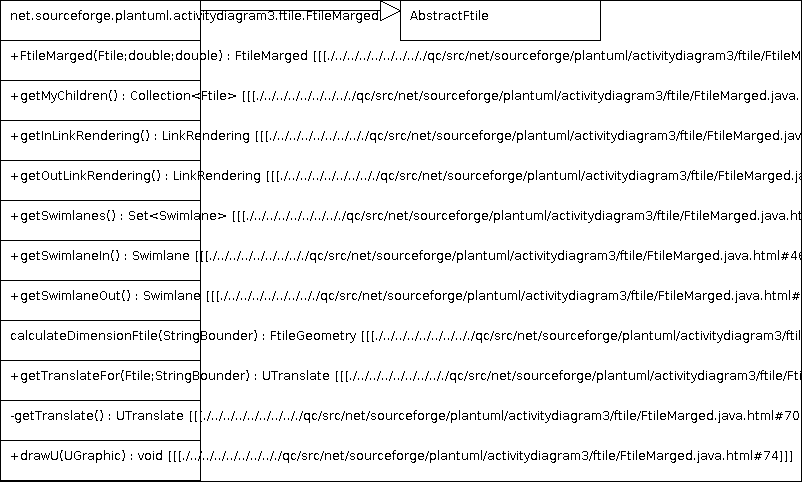 net.sourceforge.plantuml.activitydiagram3.ftile.FtileMarged
AbstractFtile
+FtileMarged(Ftile;double;double) : FtileMarged [[[./../../../../../../../qc/src/net/sourceforge/plantuml/activitydiagram3/ftile/FtileM
+getMyChildren() : Collection<Ftile> [[[./../../../../../../../qc/src/net/sourceforge/plantuml/activitydiagram3/ftile/FtileMarged.java.
+getInLinkRendering() : LinkRendering [[[./../../../../../../../qc/src/net/sourceforge/plantuml/activitydiagram3/ftile/FtileMarged.jav
+getOutLinkRendering() : LinkRendering [[[./../../../../../../../qc/src/net/sourceforge/plantuml/activitydiagram3/ftile/FtileMarged.ja
+getSwimlanes() : Set<Swimlane> [[[./../../../../../../../qc/src/net/sourceforge/plantuml/activitydiagram3/ftile/FtileMarged.java.ht
+getSwimlaneIn() : Swimlane [[[./../../../../../../../qc/src/net/sourceforge/plantuml/activitydiagram3/ftile/FtileMarged.java.html#46
+getSwimlaneOut() : Swimlane [[[./../../../../../../../qc/src/net/sourceforge/plantuml/activitydiagram3/ftile/FtileMarged.java.html#
calculateDimensionFtile(StringBounder) : FtileGeometry [[[./../../../../../../../qc/src/net/sourceforge/plantuml/activitydiagram3/ftil
+getTranslateFor(Ftile;StringBounder) : UTranslate [[[./../../../../../../../qc/src/net/sourceforge/plantuml/activitydiagram3/ftile/Fti
-getTranslate() : UTranslate [[[./../../../../../../../qc/src/net/sourceforge/plantuml/activitydiagram3/ftile/FtileMarged.java.html#70
+drawU(UGraphic) : void [[[./../../../../../../../qc/src/net/sourceforge/plantuml/activitydiagram3/ftile/FtileMarged.java.html#74]]]